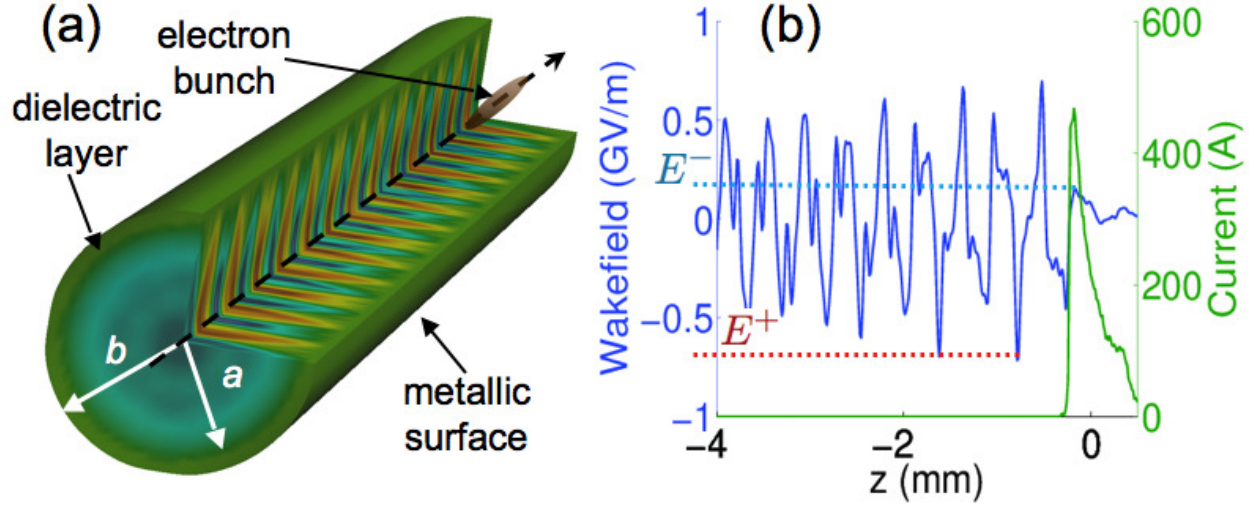 (a)
electron
bunch
dielectric
layer
b
a
metallic
surface
(b)
Wakefield (GV/m)
1
0.5
0
−0.5
−1
E−
E+
−4
−2
0
z (mm)
600
400
200
0
Current (A)